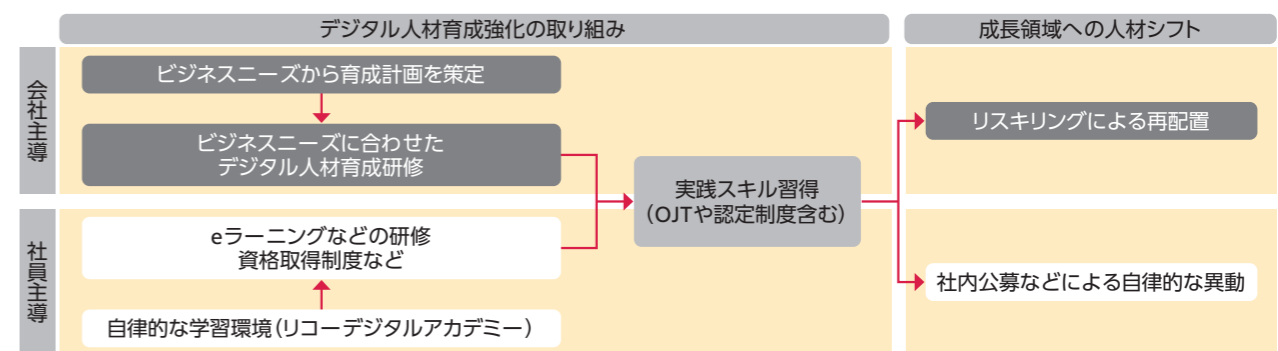 デジタル人材育成強化の取り組み
成長領域への人材シフト
会社主導
ビジネスニーズから育成計画を策定
ビジネスニーズに合わせた
デジタル人材育成研修
実践スキル習得
（OJTや認定制度含む）
リスキリングによる再配置
社員主導
eラーニングなどの研修
資格取得制度など
自律的な学習環境（リコーデジタルアカデミー）
社内公募などによる自律的な異動